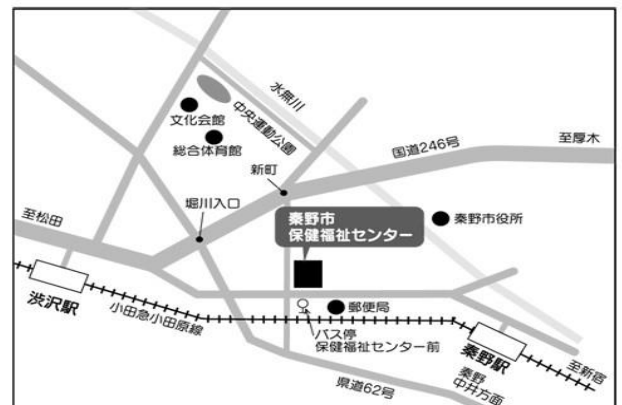 水無川
文化会館
中央運動公園
総合体育館
国道246号
至厚木
新町
堀川入口
至松田
秦野市
保健福祉センター
秦野市役所
渋沢駅
小田急小田原線
郵便局
バス停
保健福祉センター前
秦野駅
至新宿
県道62号
秦野
中井方面